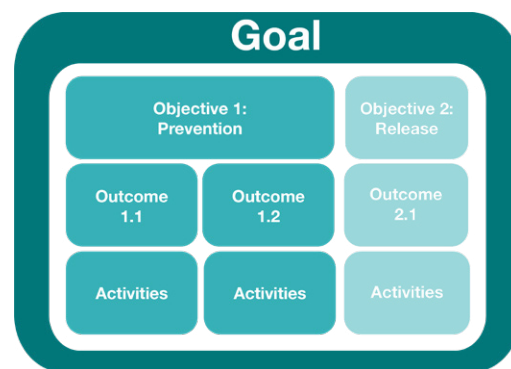 Goal
Objective 1:
Prevention
Objective 2:
Release
Outcome
1.1
Outcome
1.2
Outcome
2.1
Activities
Activities
Activities